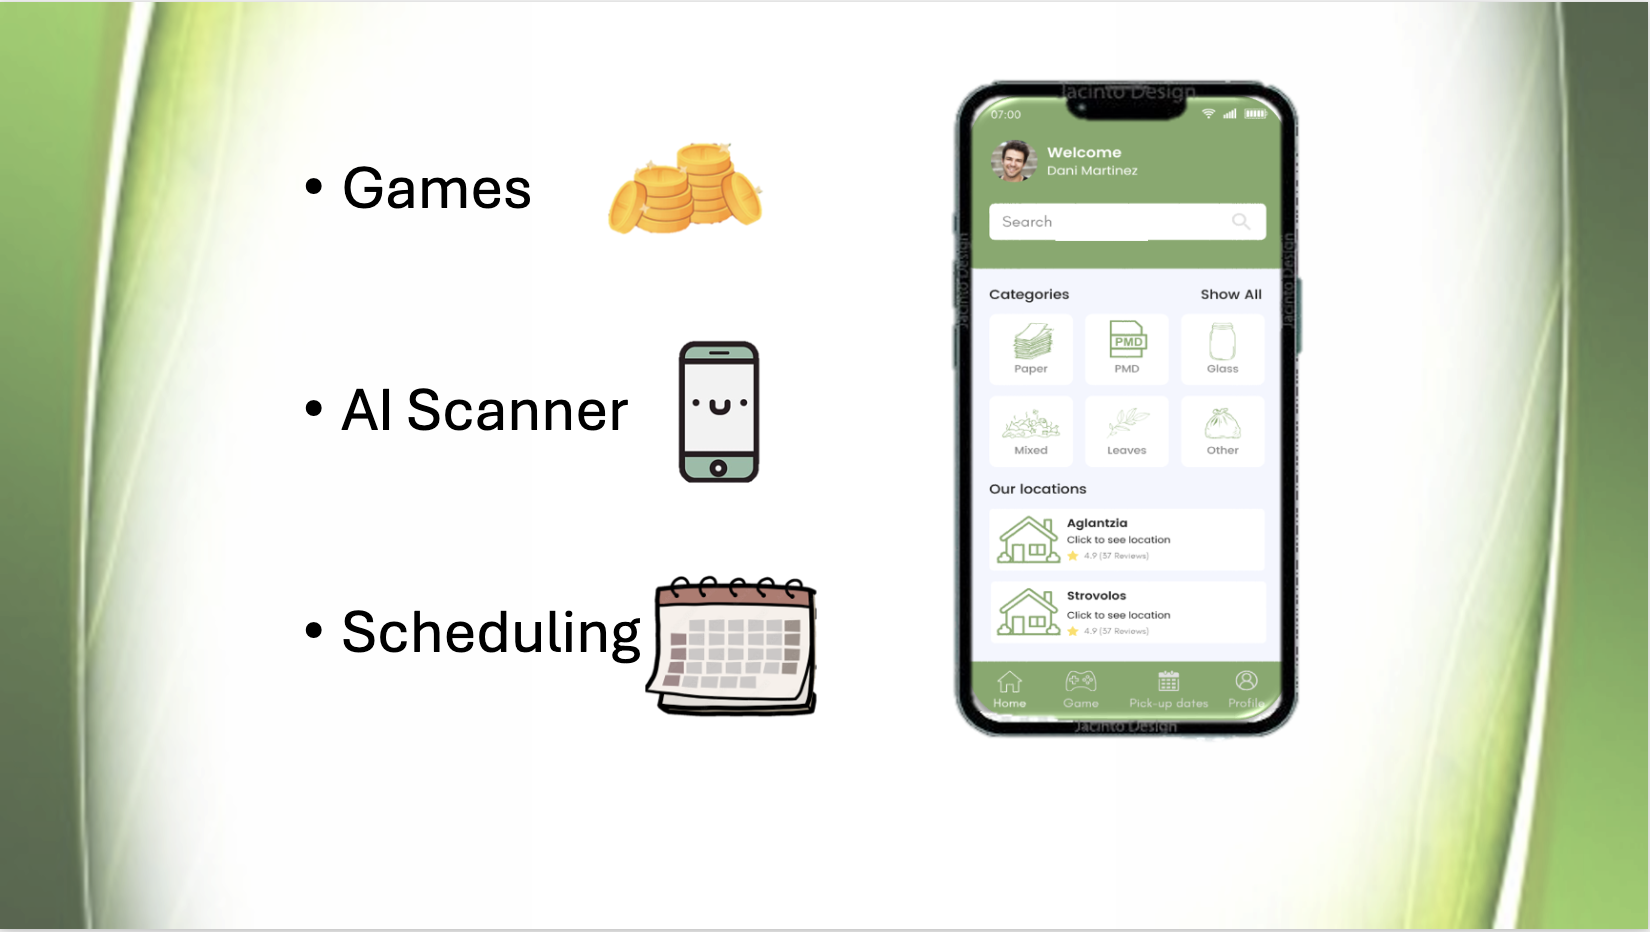 • Games
• AI Scanner
• Scheduling
Jacinto Design
07:00
Welcome
Dani Martinez
Search
Jacinto Design
Jacinto Design
Categories
Show All
PMD
Paper
PMD
Glass
Mixed
Leaves
Other
Our locations
Aglantzia
Click to see location
4.9 (37 Reviews)
Strovolos
Click to see location
4.9 (37 Reviews)
Home
Game
Pick-up dates
Profile
Jacinto Design